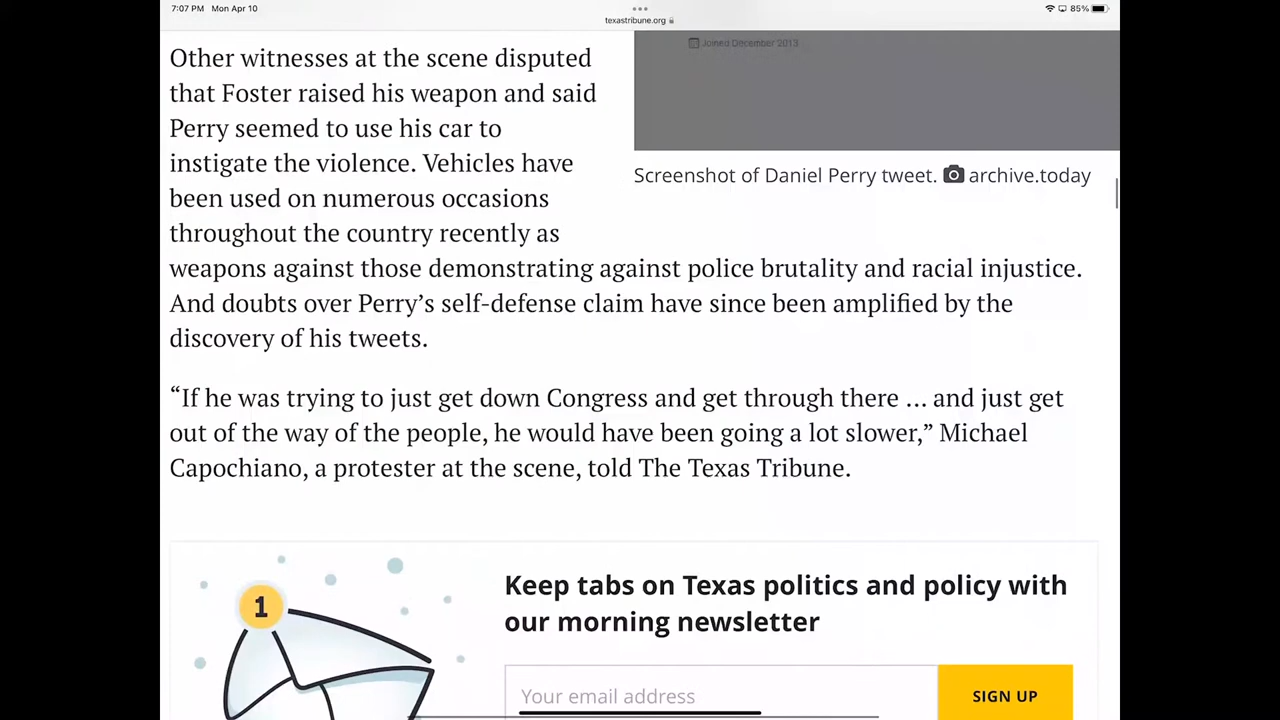 7:07 PM Mon Apr 10
texastribune.org
85%
Joined December 2013
Other witnesses at the scene disputed
that Foster raised his weapon and said
Perry seemed to use his car to
instigate the violence. Vehicles have
been used on numerous occasions
throughout the country recently as
weapons against those demonstrating against police brutality and racial injustice.
And doubts over Perry’s self-defense claim have since been amplified by the
discovery of his tweets.
Screenshot of Daniel Perry tweet. archive.today
“If he was trying to just get down Congress and get through there ... and just get
out of the way of the people, he would have been going a lot slower,” Michael
Capochiano, a protester at the scene, told The Texas Tribune.
1
Keep tabs on Texas politics and policy with
our morning newsletter
Your email address
SIGN UP